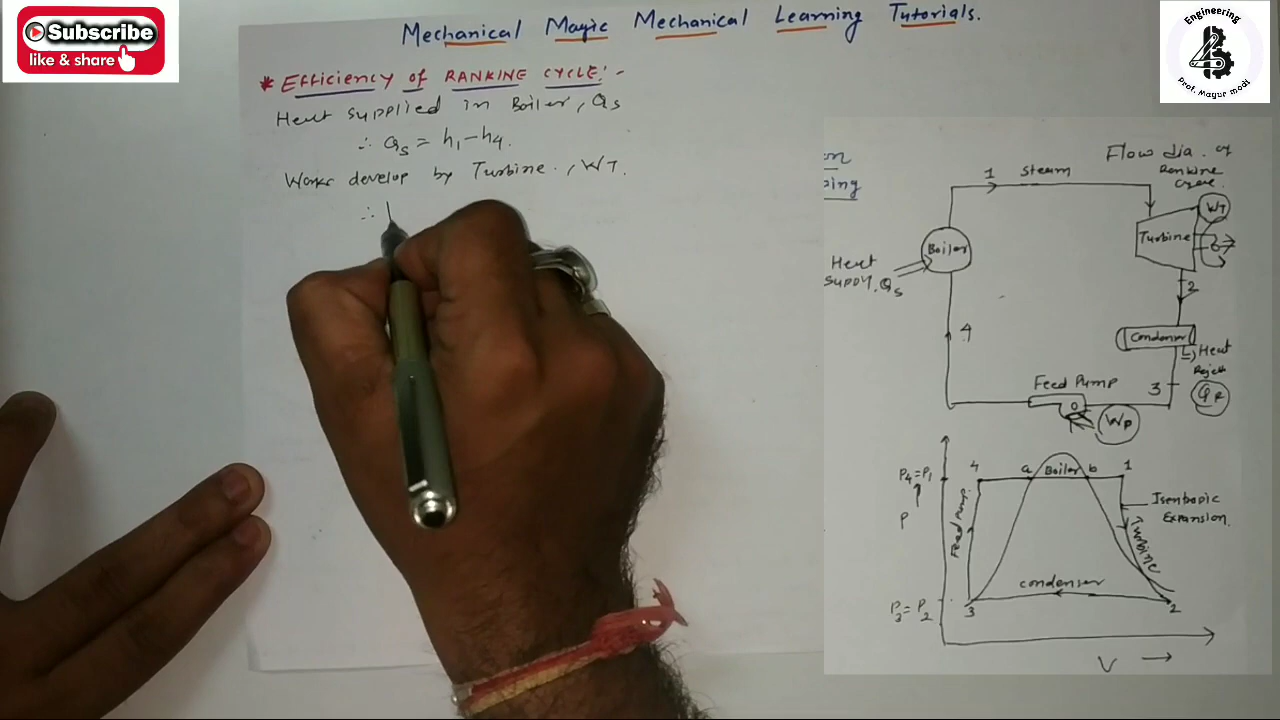 Subscribe
like & share
Mechanical Magic Mechanical Learning Tutorials.
Engineering
Prof. Mayur modi
* Efficiency of RANKINE CYCLE:-
Heat supplied in Boiler, Qs
∴ Qs = h1 - h4.
Work develop by Turbine., WT.
∴
ping
Flow dia. of
Rankine
cycle.
1 Steam
WT
Turbine
Boiler
Heat
supply, Qs
2
Condenser
4
Heat
Reject
QR
3
Feed Pump
WP
P4 = P1
4 a Boiler b 1
Isentropic
Expansion.
P
Feed Pump
Turbine
condenser
P3 = P2
3
2
V